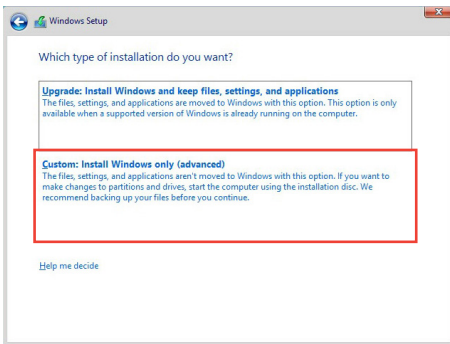 Windows Setup
Which type of installation do you want?
Upgrade: Install Windows and keep files, settings, and applications
The files, settings, and applications are moved to Windows with this option. This option is only
available when a supported version of Windows is already running on the computer.
Custom: Install Windows only (advanced)
The files, settings, and applications aren't moved to Windows with this option. If you want to
make changes to partitions and drives, start the computer using the installation disc. We
recommend backing up your files before you continue.
Help me decide